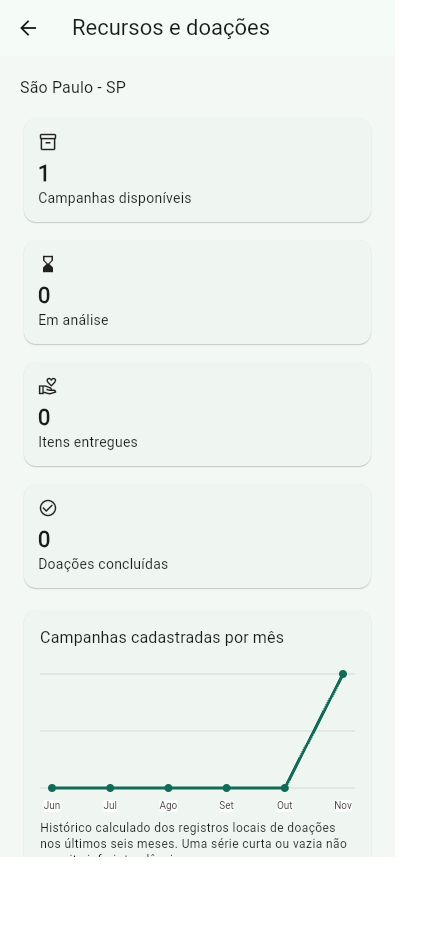 Recursos e doações
São Paulo - SP
1
Campanhas disponíveis
0
Em análise
0
Itens entregues
0
Doações concluídas
Campanhas cadastradas por mês
Jun Jul Ago Set Out Nov
Histórico calculado dos registros locais de doações
nos últimos seis meses. Uma série curta ou vazia não